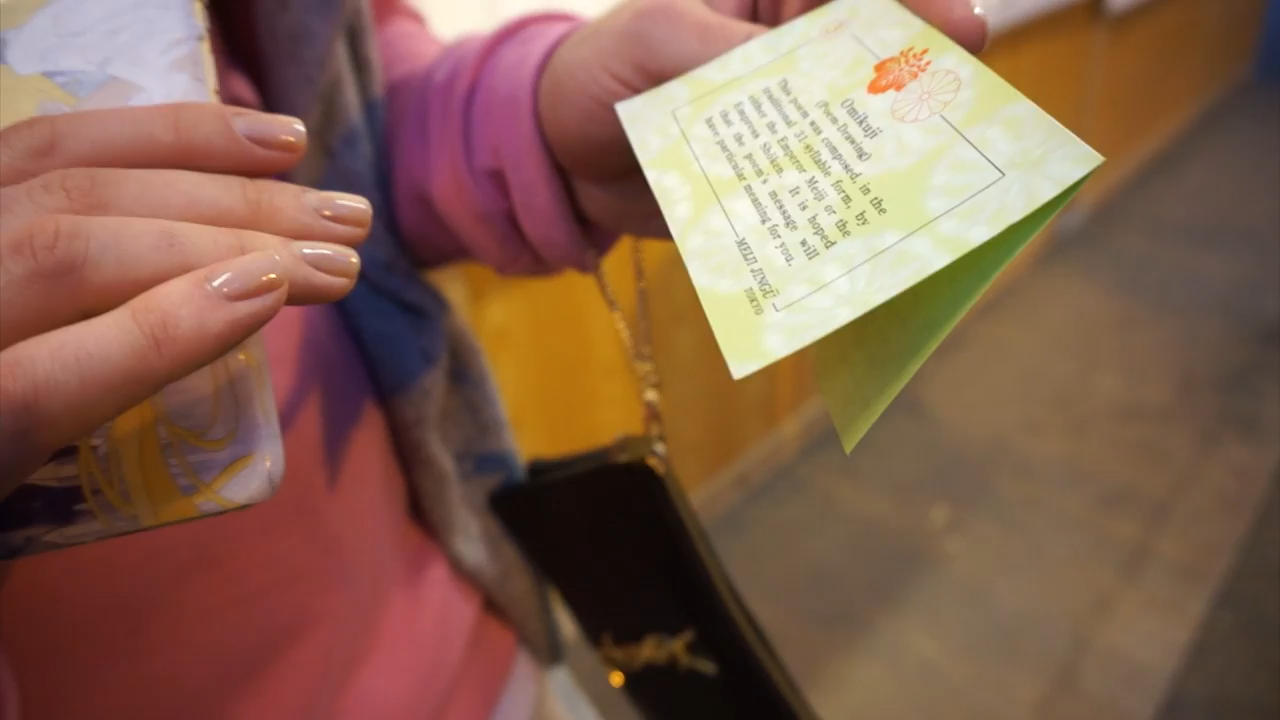 Omikuji
(Poem Drawing)
This poem was composed, in the
traditional 31-syllable form, by
either the Emperor Meiji or the
Empress Shōken. It is hoped
that the poem's message will
have particular meaning for you.
MEIJI JINGŪ
TOKYO